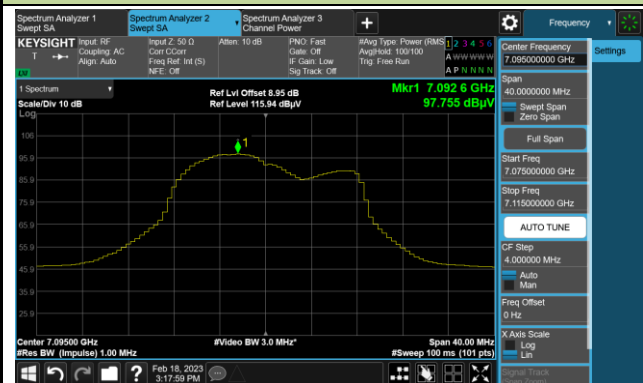 Spectrum Analyzer 1
Swept SA
Spectrum Analyzer 2
Swept SA
Spectrum Analyzer 3
Channel Power
Frequency
KEYSIGHT
Input: RF
Coupling: AC
Align: Auto
Input Z: 50 Ω
Corr CCorr
Freq Ref: Int (S)
NFE: Off
Atten: 10 dB
PNO: Fast
Gate: Off
IF Gain: Low
Sig Track: Off
#Avg Type: Power (RMS
AvgHold: 100/100
Trig: Free Run
1 2 3 4 5 6
A W W W W W
A P N N N N
1 Spectrum
Scale/Div 10 dB
Log
Ref Lvl Offset 8.95 dB
Ref Level 115.94 dBμV
Mkr1 7.092 6 GHz
97.755 dBμV
1
106
95.9
85.9
75.9
65.9
55.9
45.9
35.9
25.9
Center 7.09500 GHz
#Res BW (Impulse) 1.00 MHz
#Video BW 3.0 MHz*
Span 40.00 MHz
#Sweep 100 ms (101 pts)
Feb 18, 2023
3:17:59 PM
Center Frequency
7.095000000 GHz
Settings
Span
40.0000000 MHz
Swept Span
Zero Span
Full Span
Start Freq
7.075000000 GHz
Stop Freq
7.115000000 GHz
AUTO TUNE
CF Step
4.000000 MHz
Auto
Man
Freq Offset
0 Hz
X Axis Scale
Log
Lin
Signal Track